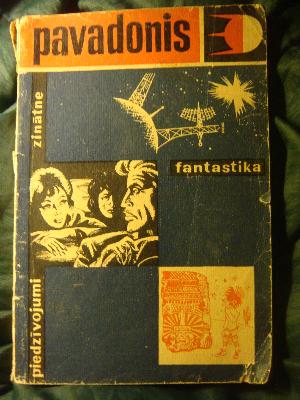 pavadonis
zinātne
fantastika
piedzīvojumi